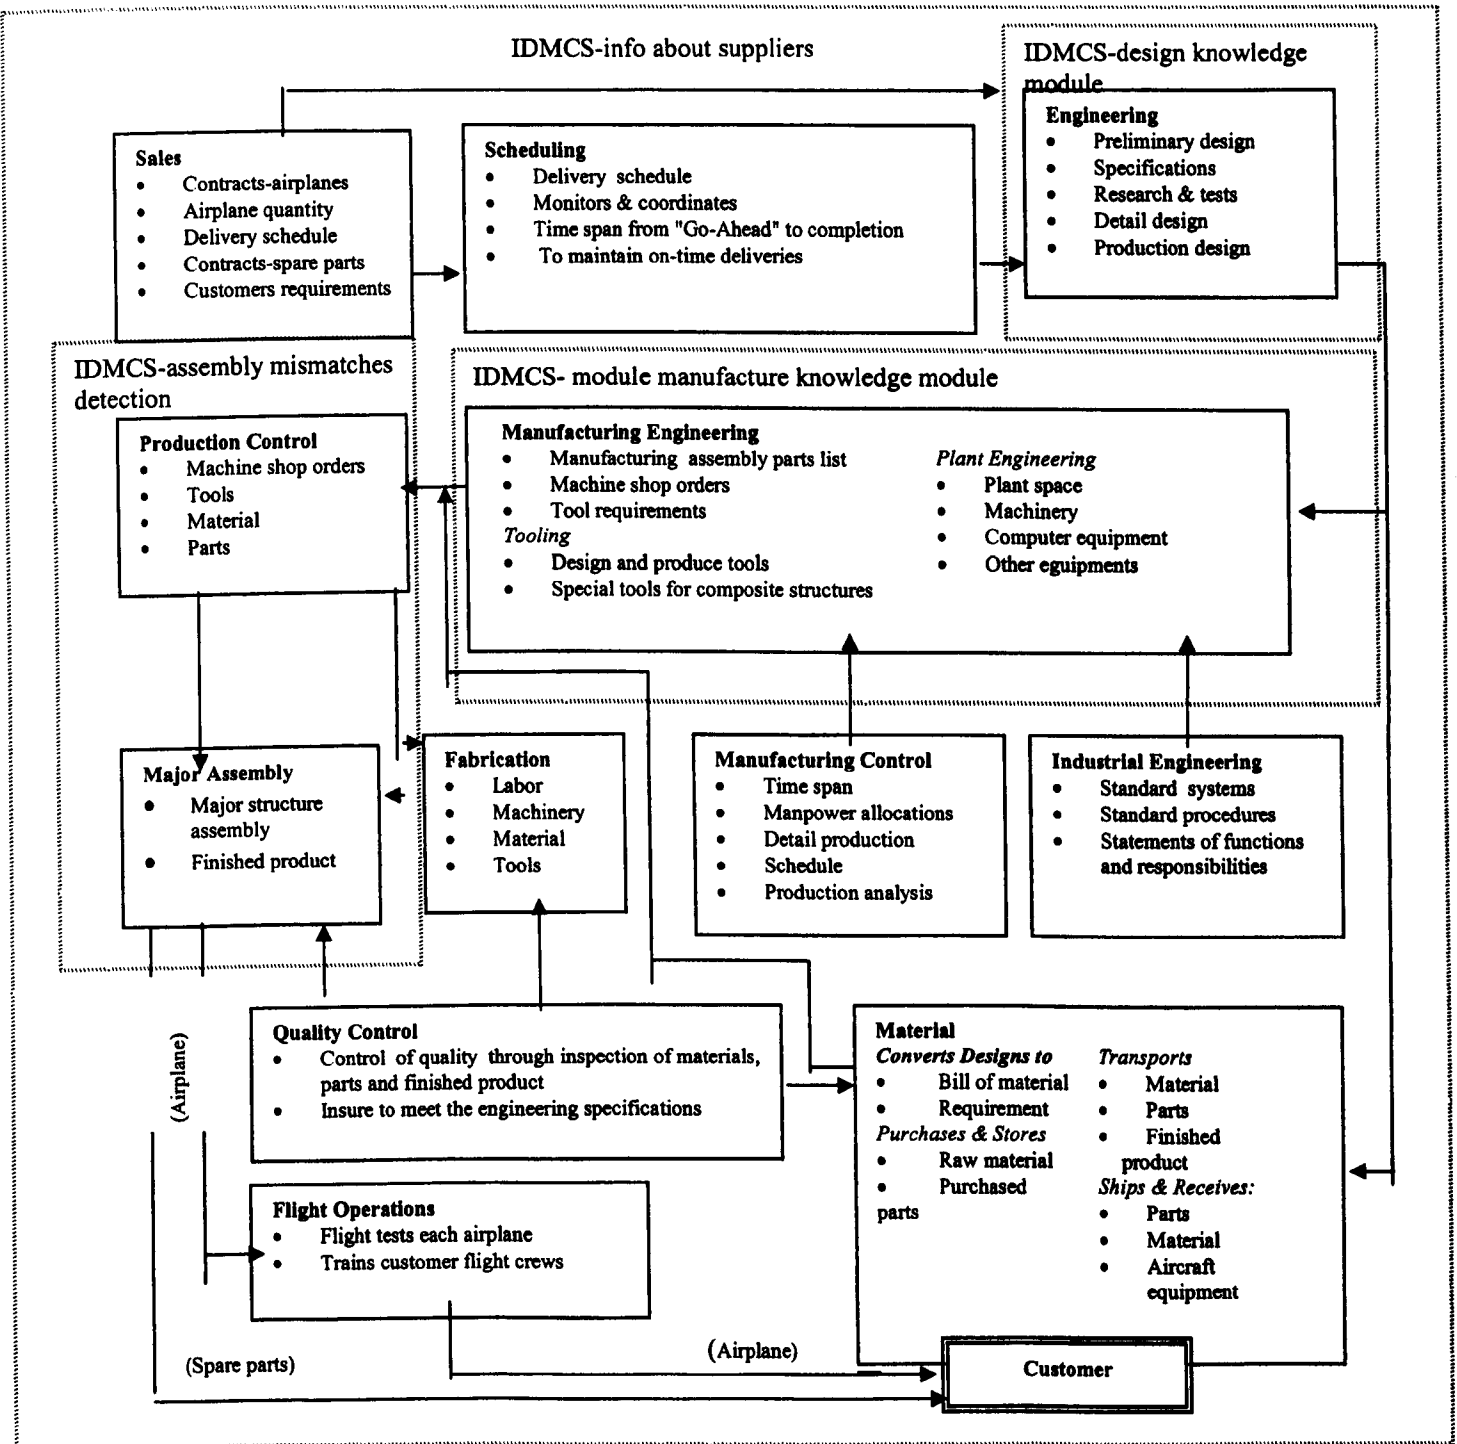 IDMCS-info about suppliers
IDMCS-design knowledge
module
Sales
• Contracts-airplanes
• Airplane quantity
• Delivery schedule
• Contracts-spare parts
• Customers requirements
Scheduling
• Delivery schedule
• Monitors & coordinates
• Time span from "Go-Ahead" to completion
• To maintain on-time deliveries
Engineering
• Preliminary design
• Specifications
• Research & tests
• Detail design
• Production design
IDMCS-assembly mismatches
detection
Production Control
• Machine shop orders
• Tools
• Material
• Parts
IDMCS- module manufacture knowledge module
Manufacturing Engineering
• Manufacturing assembly parts list
• Machine shop orders
• Tool requirements
Tooling
• Design and produce tools
• Special tools for composite structures
Plant Engineering
• Plant space
• Machinery
• Computer equipment
• Other eguipments
Major Assembly
• Major structure
assembly
• Finished product
Fabrication
• Labor
• Machinery
• Material
• Tools
Manufacturing Control
• Time span
• Manpower allocations
• Detail production
• Schedule
• Production analysis
Industrial Engineering
• Standard systems
• Standard procedures
• Statements of functions
and responsibilities
(Airplane)
Quality Control
• Control of quality through inspection of materials,
parts and finished product
• Insure to meet the engineering specifications
Material
Converts Designs to
• Bill of material
• Requirement
Purchases & Stores
• Raw material
• Purchased
parts
Transports
• Material
• Parts
• Finished
product
Ships & Receives:
• Parts
• Material
• Aircraft
equipment
Flight Operations
• Flight tests each airplane
• Trains customer flight crews
(Spare parts)
(Airplane)
Customer